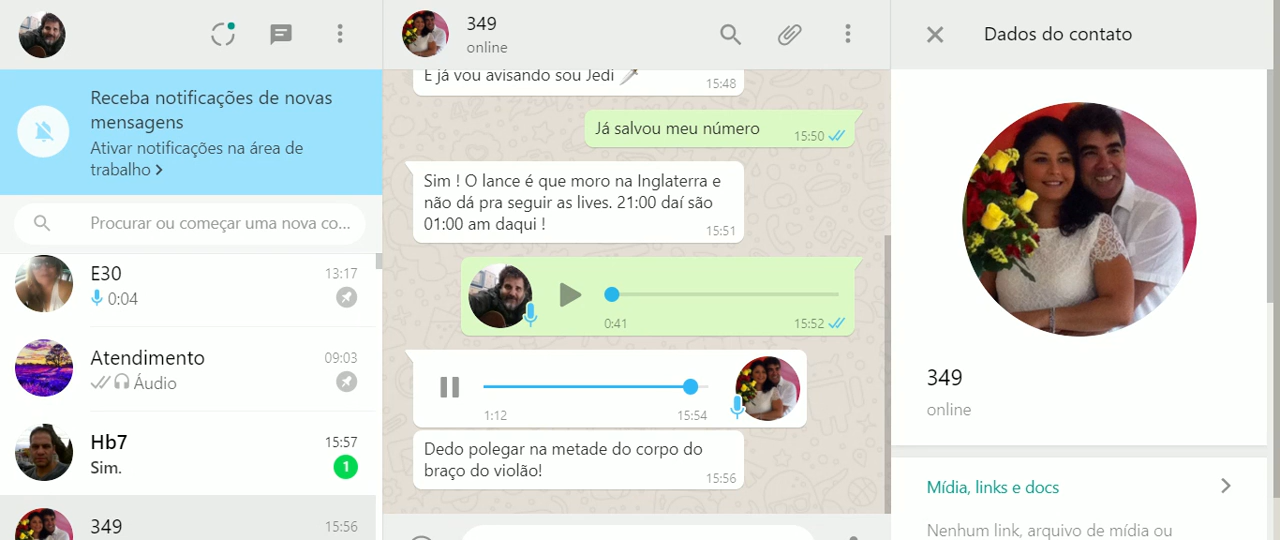 Receba notificações de novas
mensagens
Ativar notificações na área de
trabalho
Procurar ou começar uma nova co...
E30
13:17
0:04
Atendimento
09:03
Áudio
Hb7
15:57
Sim.
1
349
15:56
349
online
E já vou avisando sou Jedi
15:48
Já salvou meu número
15:50
Sim ! O lance é que moro na Inglaterra e
não dá pra seguir as lives. 21:00 daí são
01:00 am daqui !
15:51
0:41
15:52
1:12
15:54
Dedo polegar na metade do corpo do
braço do violão!
15:56
Dados do contato
349
online
Mídia, links e docs
Nenhum link, arquivo de mídia ou